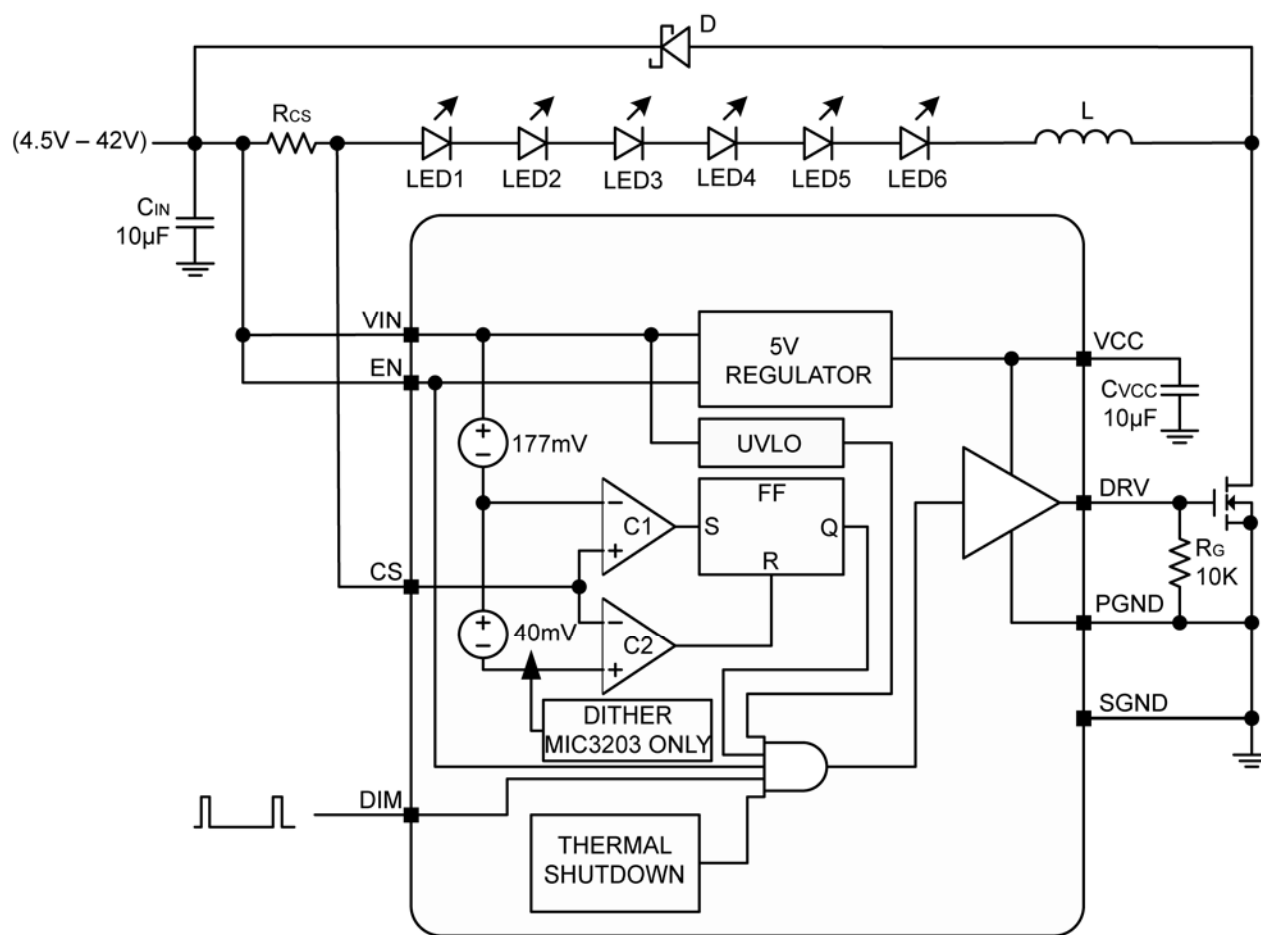 D
RCS
L
(4.5V – 42V)
LED1 LED2 LED3 LED4 LED5 LED6
CIN
10µF
VIN
5V
REGULATOR
VCC
EN
CVCC
10µF
+
–
177mV
UVLO
FF
DRV
–
C1
+
S
Q
R
RG
10K
CS
PGND
+
–
40mV
–
C2
+
SGND
DITHER
MIC3203 ONLY
DIM
THERMAL
SHUTDOWN